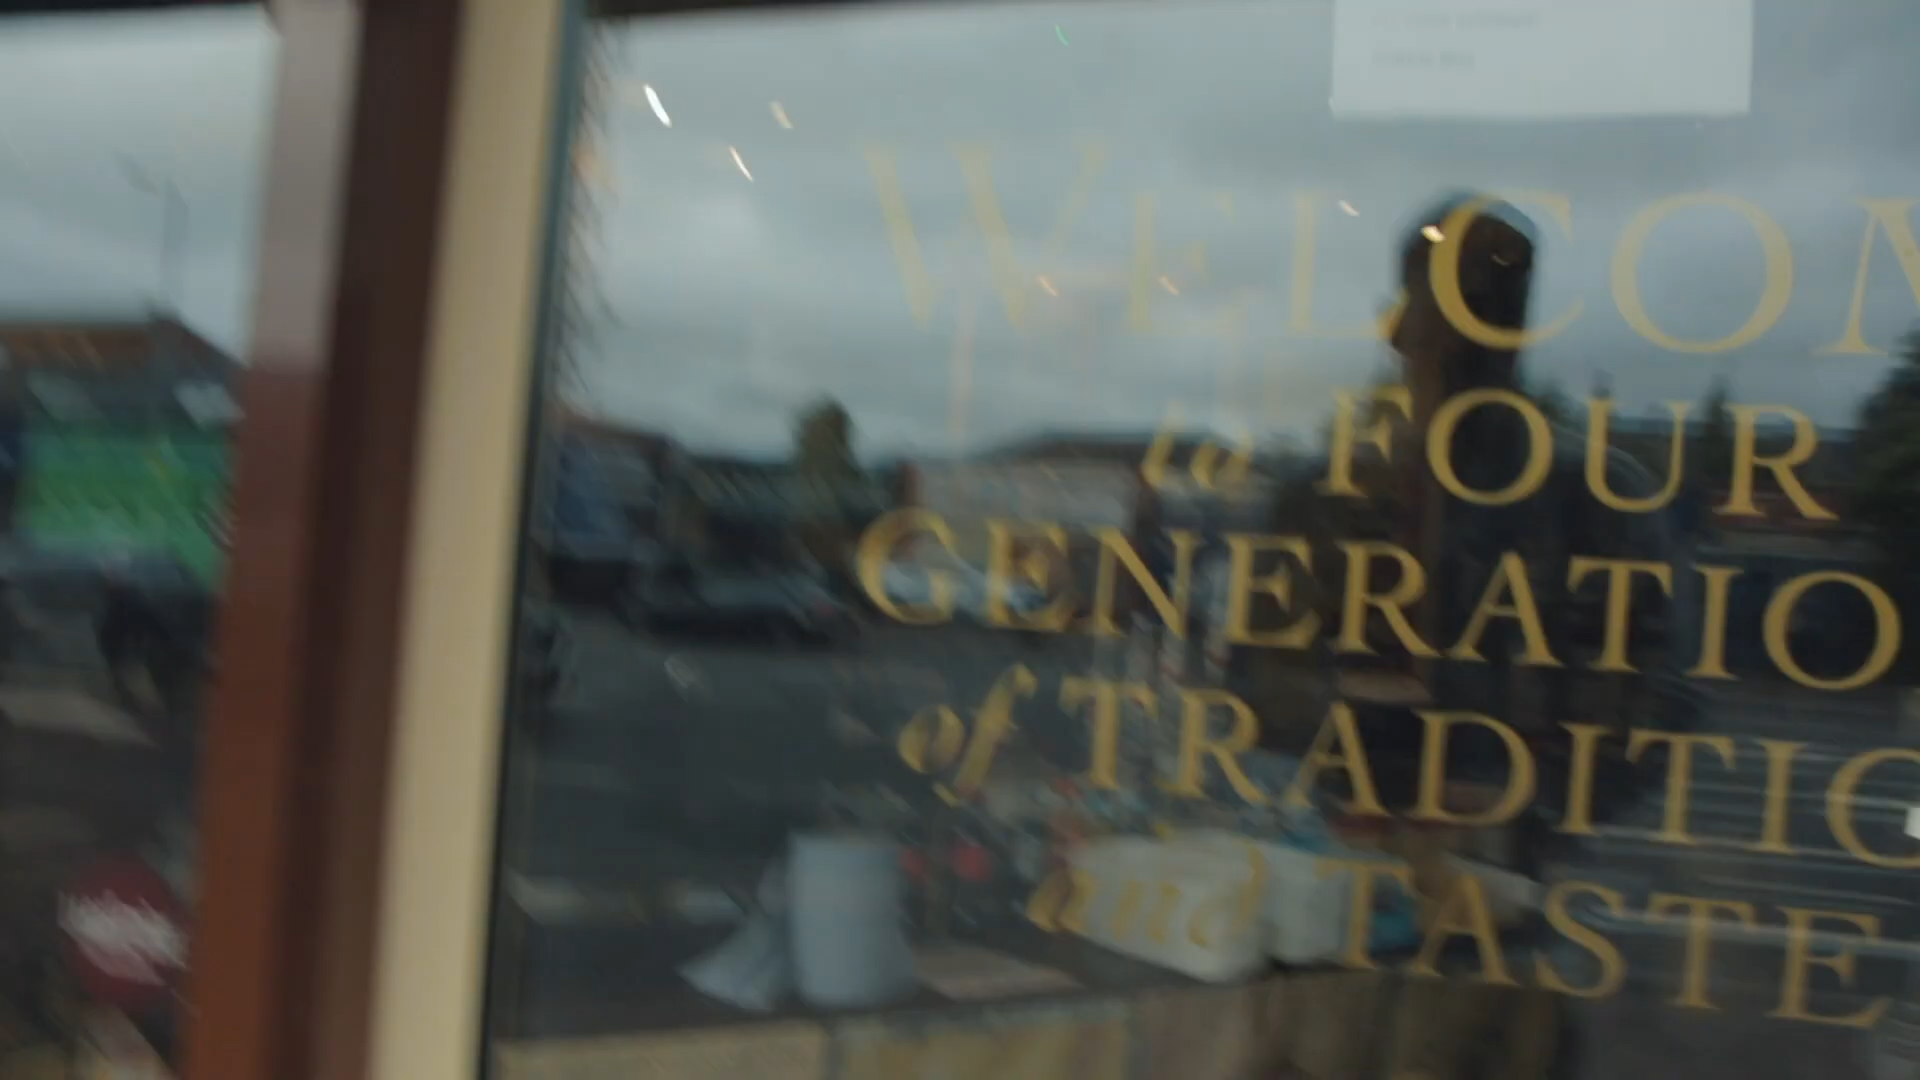 WELCOM
to FOUR
GENERATIO
of TRADITIO
and TASTE